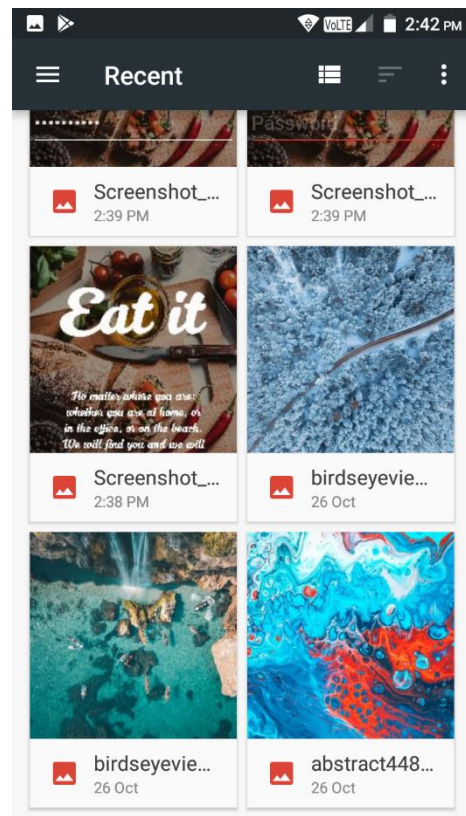 VoLTE 2:42 PM
Recent
Password
Screenshot_... Screenshot_...
2:39 PM 2:39 PM
Eat it
No matter where you are:
whether you are at home, or
in the office, or on the beach.
We will find you and we will
Screenshot_... birdseyevie...
2:38 PM 26 Oct
birdseyevie... abstract448...
26 Oct 26 Oct